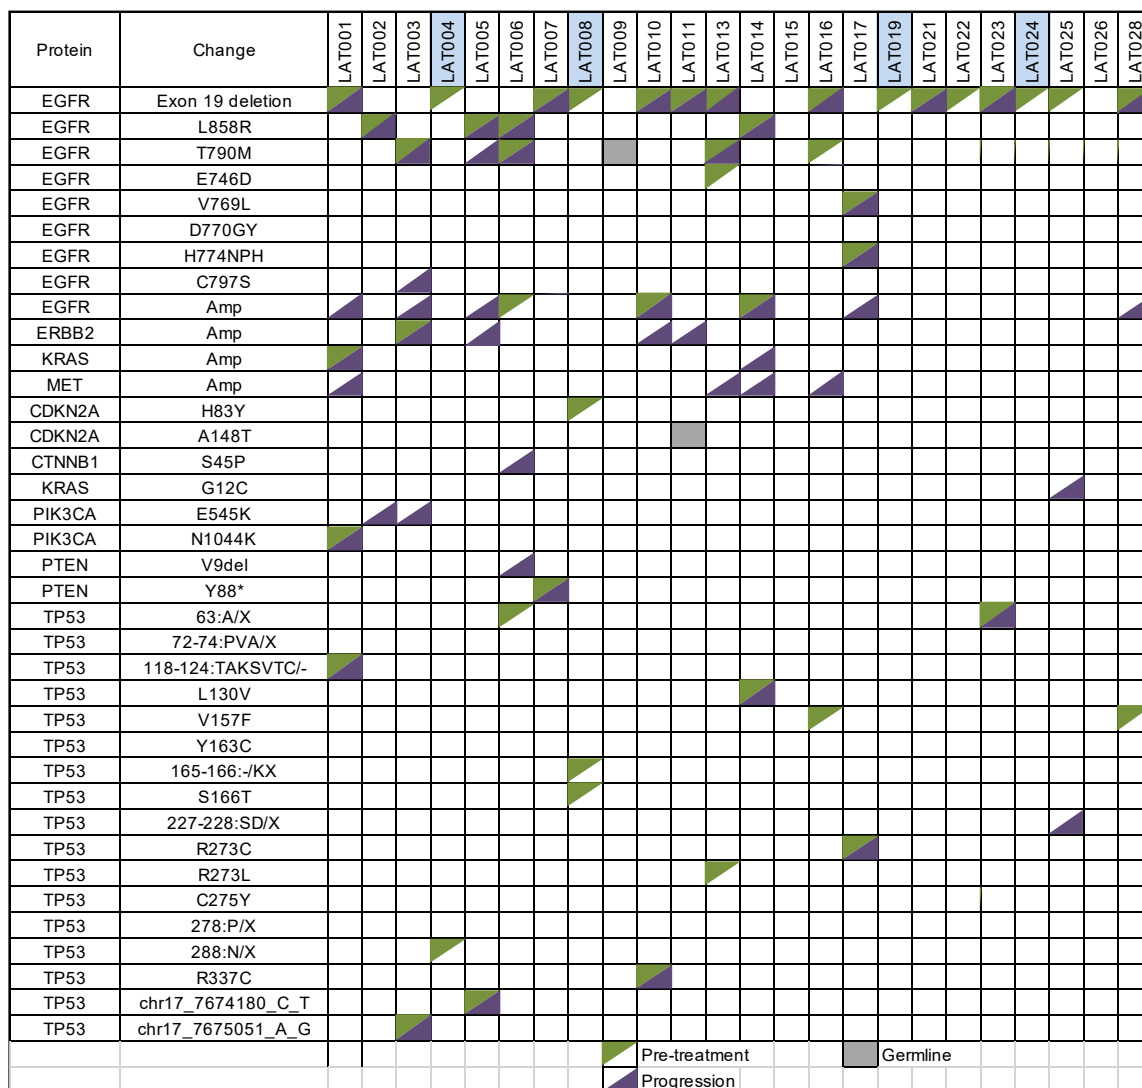 Protein Change LAT001 LAT002 LAT003 LAT004 LAT005 LAT006 LAT007 LAT008 LAT009 LAT010 LAT011 LAT013 LAT014 LAT015 LAT016 LAT017 LAT019 LAT021 LAT022 LAT023 LAT024 LAT025 LAT026 LAT028
EGFR Exon 19 deletion
EGFR L858R
EGFR T790M
EGFR E746D
EGFR V769L
EGFR D770GY
EGFR H774NPH
EGFR C797S
EGFR Amp
ERBB2 Amp
KRAS Amp
MET Amp
CDKN2A H83Y
CDKN2A A148T
CTNNB1 S45P
KRAS G12C
PIK3CA E545K
PIK3CA N1044K
PTEN V9del
PTEN Y88*
TP53 63:A/X
TP53 72-74:PVA/X
TP53 118-124:TAKSVTC/-
TP53 L130V
TP53 V157F
TP53 Y163C
TP53 165-166:-/KX
TP53 S166T
TP53 227-228:SD/X
TP53 R273C
TP53 R273L
TP53 C275Y
TP53 278:P/X
TP53 288:N/X
TP53 R337C
TP53 chr17_7674180_C_T
TP53 chr17_7675051_A_G
Pre-treatment Germline
Progression